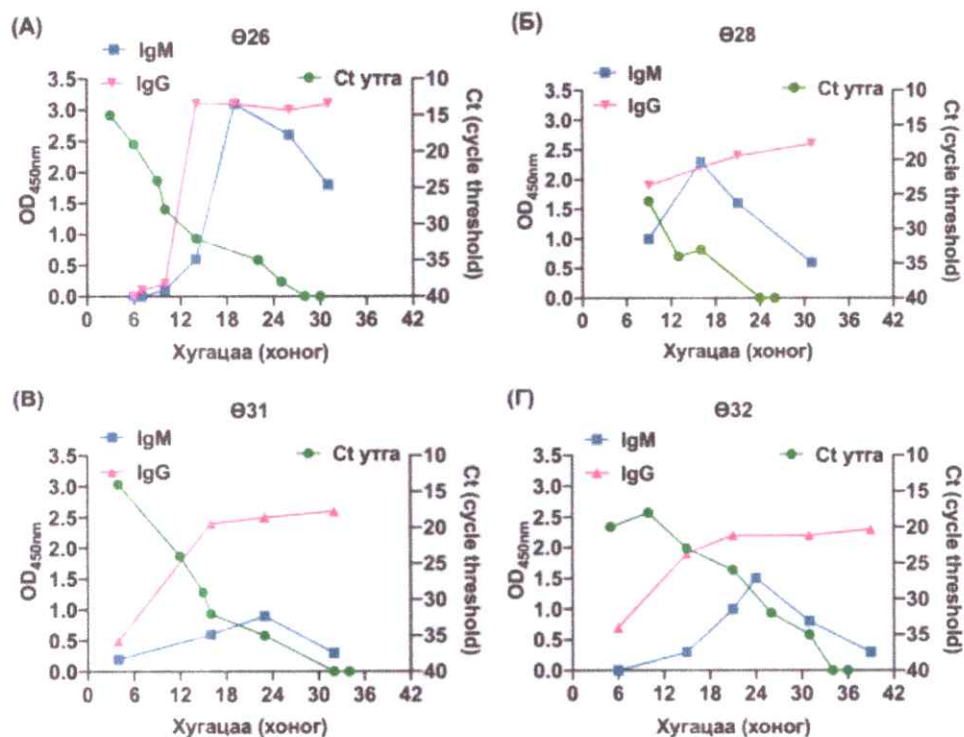 (А)
Ө26
IgM
IgG
Ct утга
3.5
3.0
2.5
2.0
1.5
1.0
0.5
0.0
OD450nm
10
15
20
25
30
35
40
Ct (cycle threshold)
0 6 12 18 24 30 36 42
Хугацаа (хоног)
(Б)
Ө28
IgM
IgG
Ct утга
3.5
3.0
2.5
2.0
1.5
1.0
0.5
0.0
OD450nm
10
15
20
25
30
35
40
Ct (cycle threshold)
0 6 12 18 24 30 36 42
Хугацаа (хоног)
(В)
Ө31
IgM
IgG
Ct утга
3.5
3.0
2.5
2.0
1.5
1.0
0.5
0.0
OD450nm
10
15
20
25
30
35
40
Ct (cycle threshold)
0 6 12 18 24 30 36 42
Хугацаа (хоног)
(Г)
Ө32
IgM
IgG
Ct утга
3.5
3.0
2.5
2.0
1.5
1.0
0.5
0.0
OD450nm
10
15
20
25
30
35
40
Ct (cycle threshold)
0 6 12 18 24 30 36 42
Хугацаа (хоног)